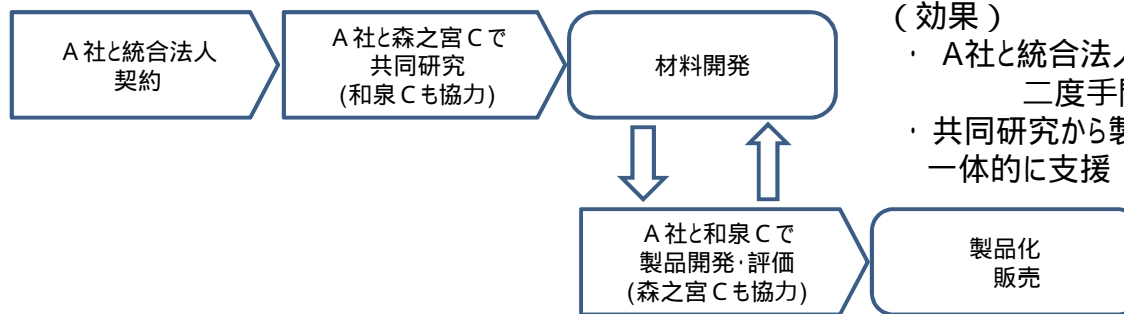 A社と統合法人
契約
A社と森之宮Cで
共同研究
(和泉Cも協力)
材料開発
(効果)
・ A社と統合法
二度手
・ 共同研究から
一体的に支援
A社と和泉Cで
製品開発・評価
(森之宮Cも協力)
製品化
販売